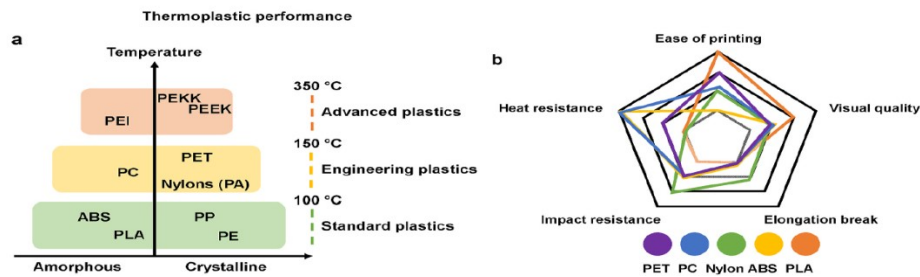 Thermoplastic performance
a
Temperature
350 °C
PEKK
PEEK
PEI
Advanced plastics
150 °C
PET
PC
Engineering plastics
Nylons (PA)
100 °C
ABS
PP
PLA
PE
Standard plastics
Amorphous
Crystalline
b
Ease of printing
Heat resistance
Visual quality
Impact resistance
Elongation break
PET PC Nylon ABS PLA